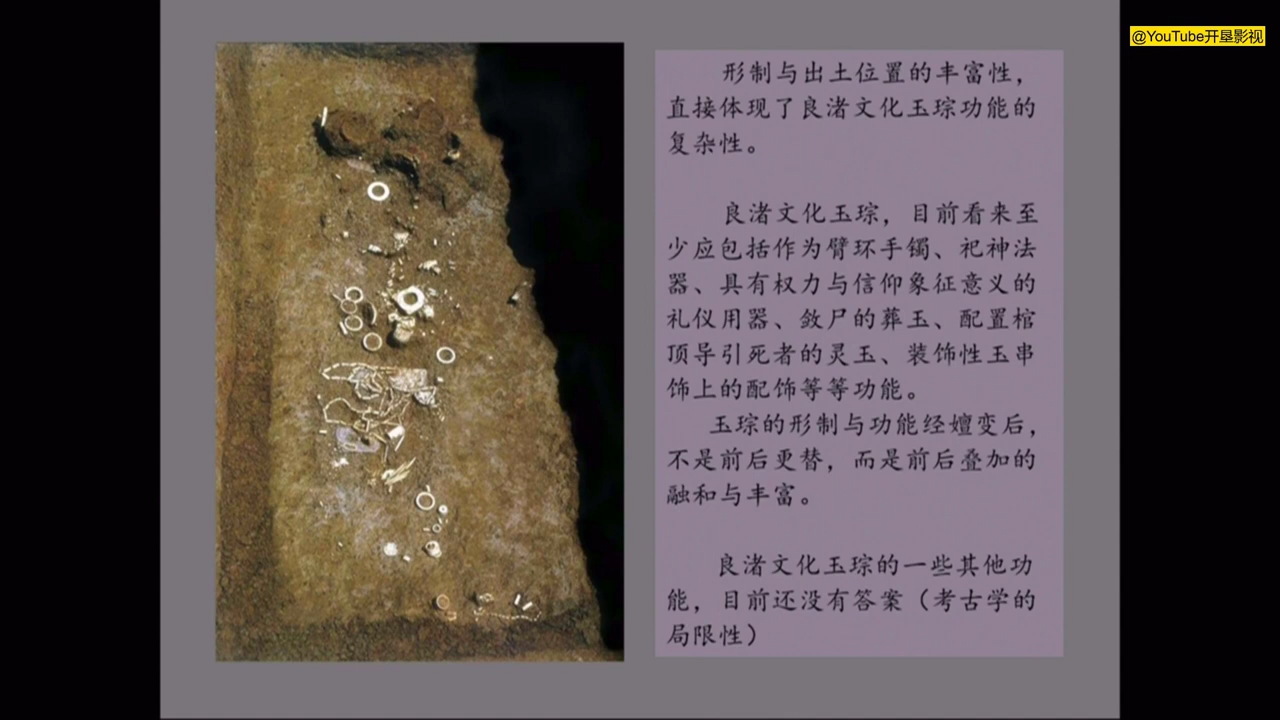 @YouTube开垦影视
形制与出土位置的丰富性，
直接体现了良渚文化玉琮功能的
复杂性。
良渚文化玉琮，目前看来至
少应包括作为臂环手镯、祀神法
器、具有权力与信仰象征意义的
礼仪用器、敛尸的葬玉、配置棺
顶导引死者的灵玉、装饰性玉串
饰上的配饰等等功能。
玉琮的形制与功能经嬗变后，
不是前后更替，而是前后叠加的
融和与丰富。
良渚文化玉琮的一些其他功
能，目前还没有答案（考古学的
局限性）